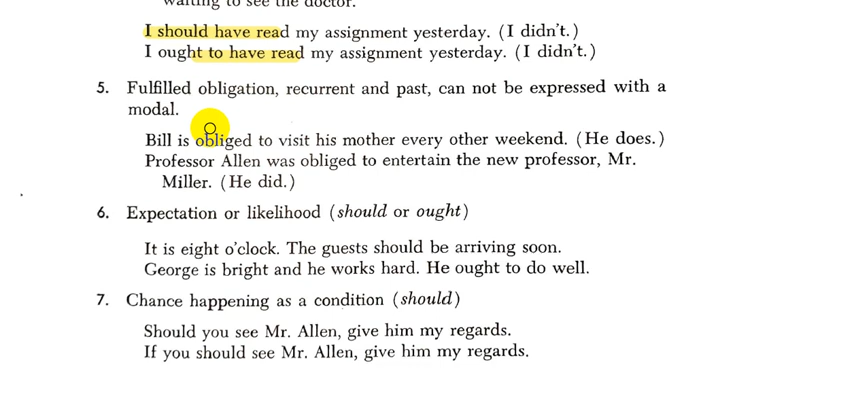 waiting to see the doctor.
I should have read my assignment yesterday. (I didn't.)
I ought to have read my assignment yesterday. (I didn't.)
5. Fulfilled obligation, recurrent and past, can not be expressed with a
modal.
Bill is obliged to visit his mother every other weekend. (He does.)
Professor Allen was obliged to entertain the new professor, Mr.
Miller. (He did.)
6. Expectation or likelihood (should or ought)
It is eight o'clock. The guests should be arriving soon.
George is bright and he works hard. He ought to do well.
7. Chance happening as a condition (should)
Should you see Mr. Allen, give him my regards.
If you should see Mr. Allen, give him my regards.